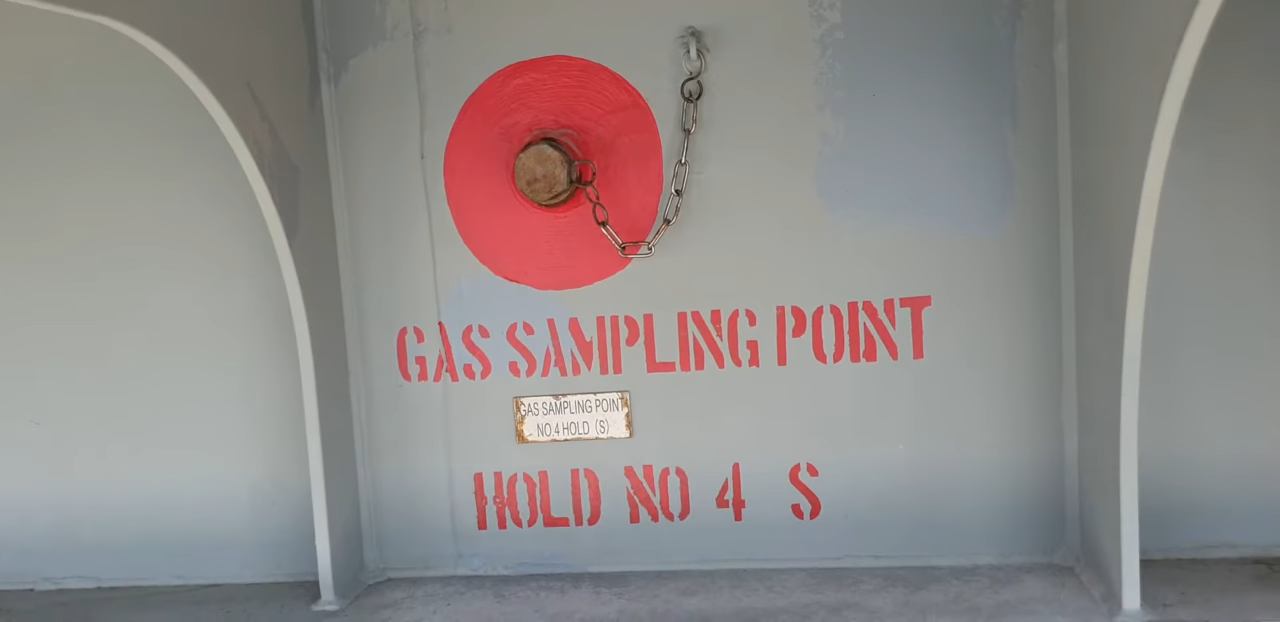 GAS SAMPLING POINT
GAS SAMPLING POINT
NO.4 HOLD (S)
HOLD NO 4 S